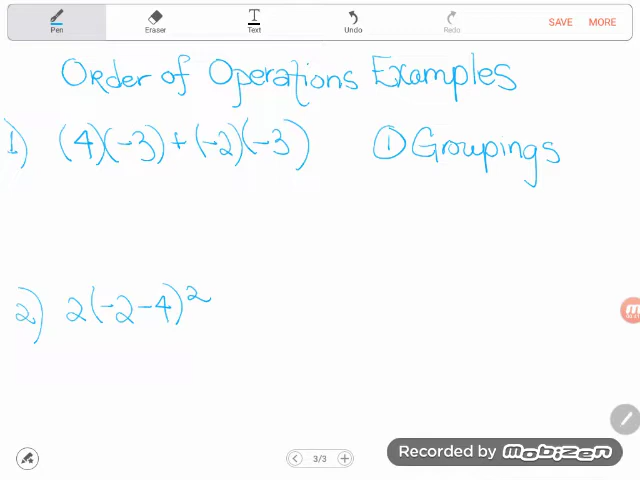 Pen Eraser Text Undo Redo SAVE MORE
Order of Operations Examples
1) (4)(-3)+(-2)(-3) ① Groupings
2) 2(-2-4)²
3/3
Recorded by MOBIZEN